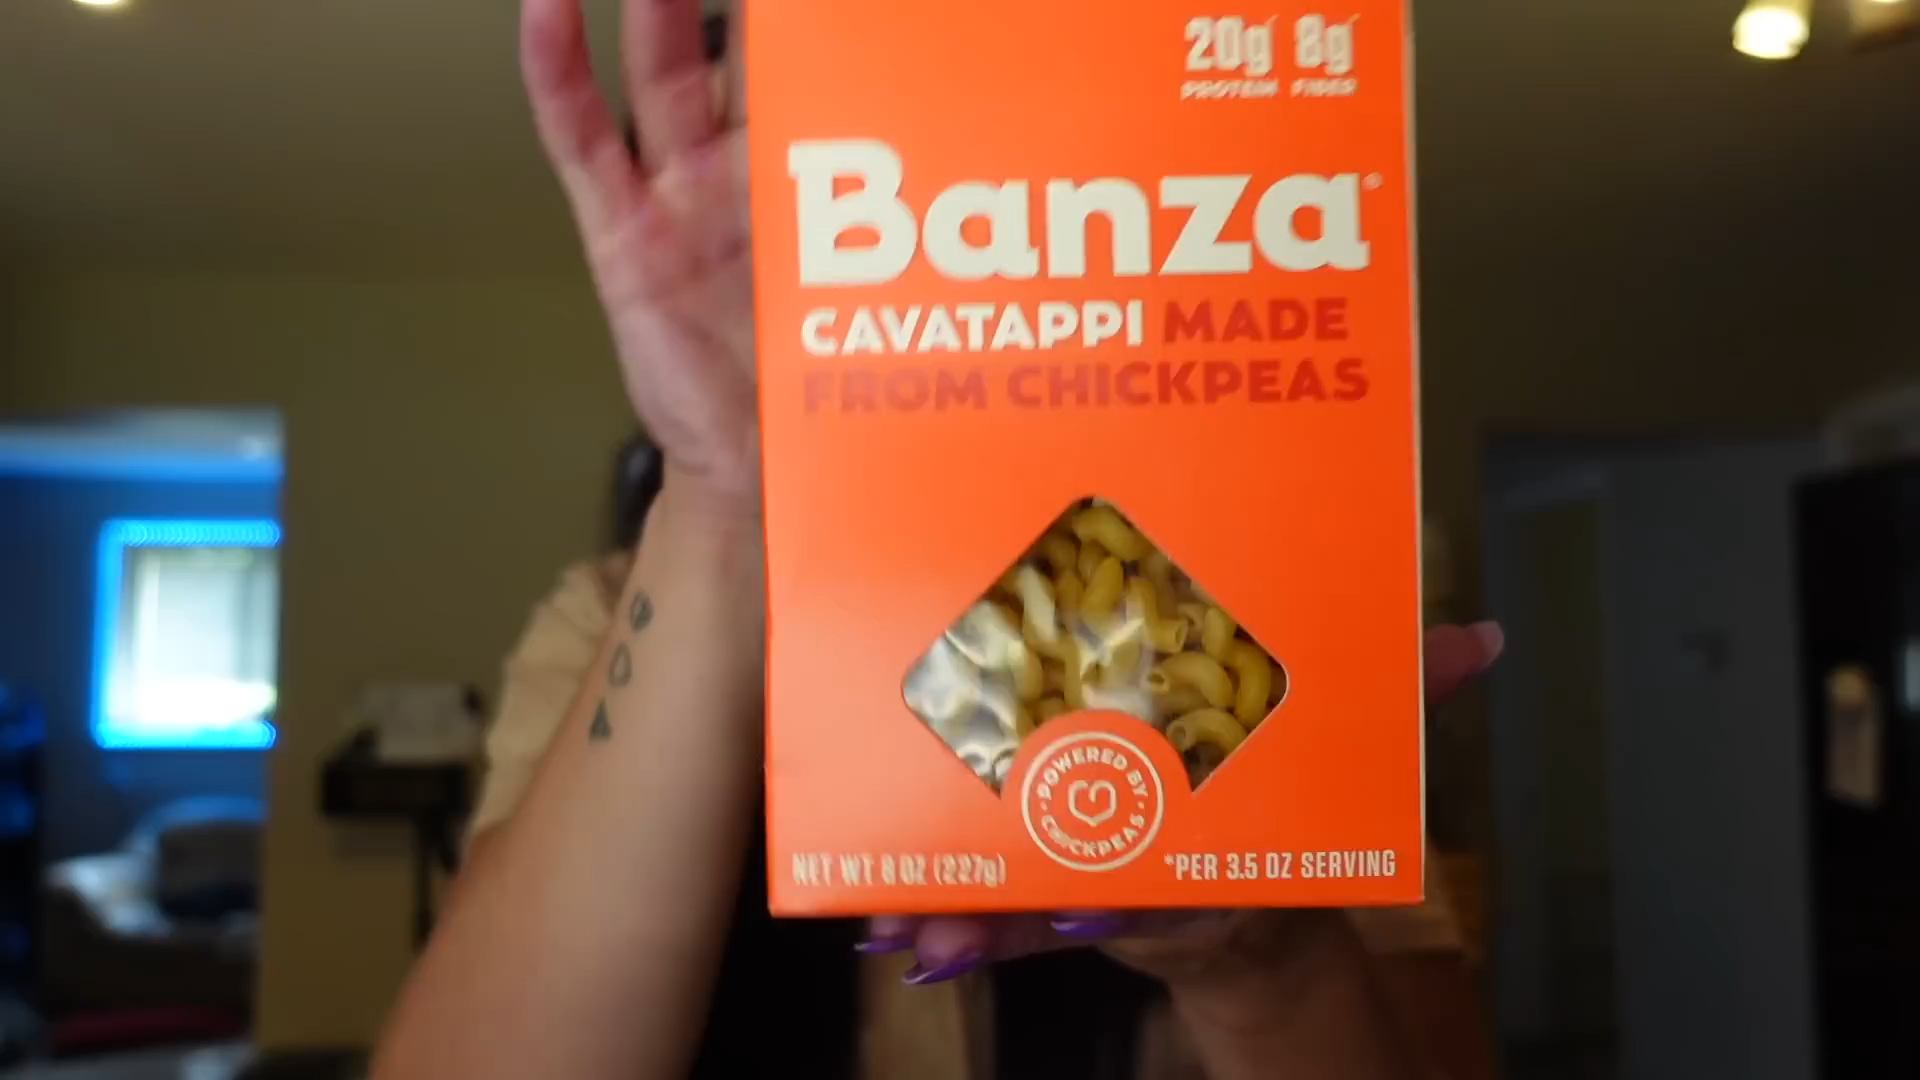 20g 8g
PROTEIN FIBER
Banza
CAVATAPPI MADE
FROM CHICKPEAS
POWERED BY
CHICKPEAS
NET WT 8 OZ (227g)
*PER 3.5 OZ SERVING